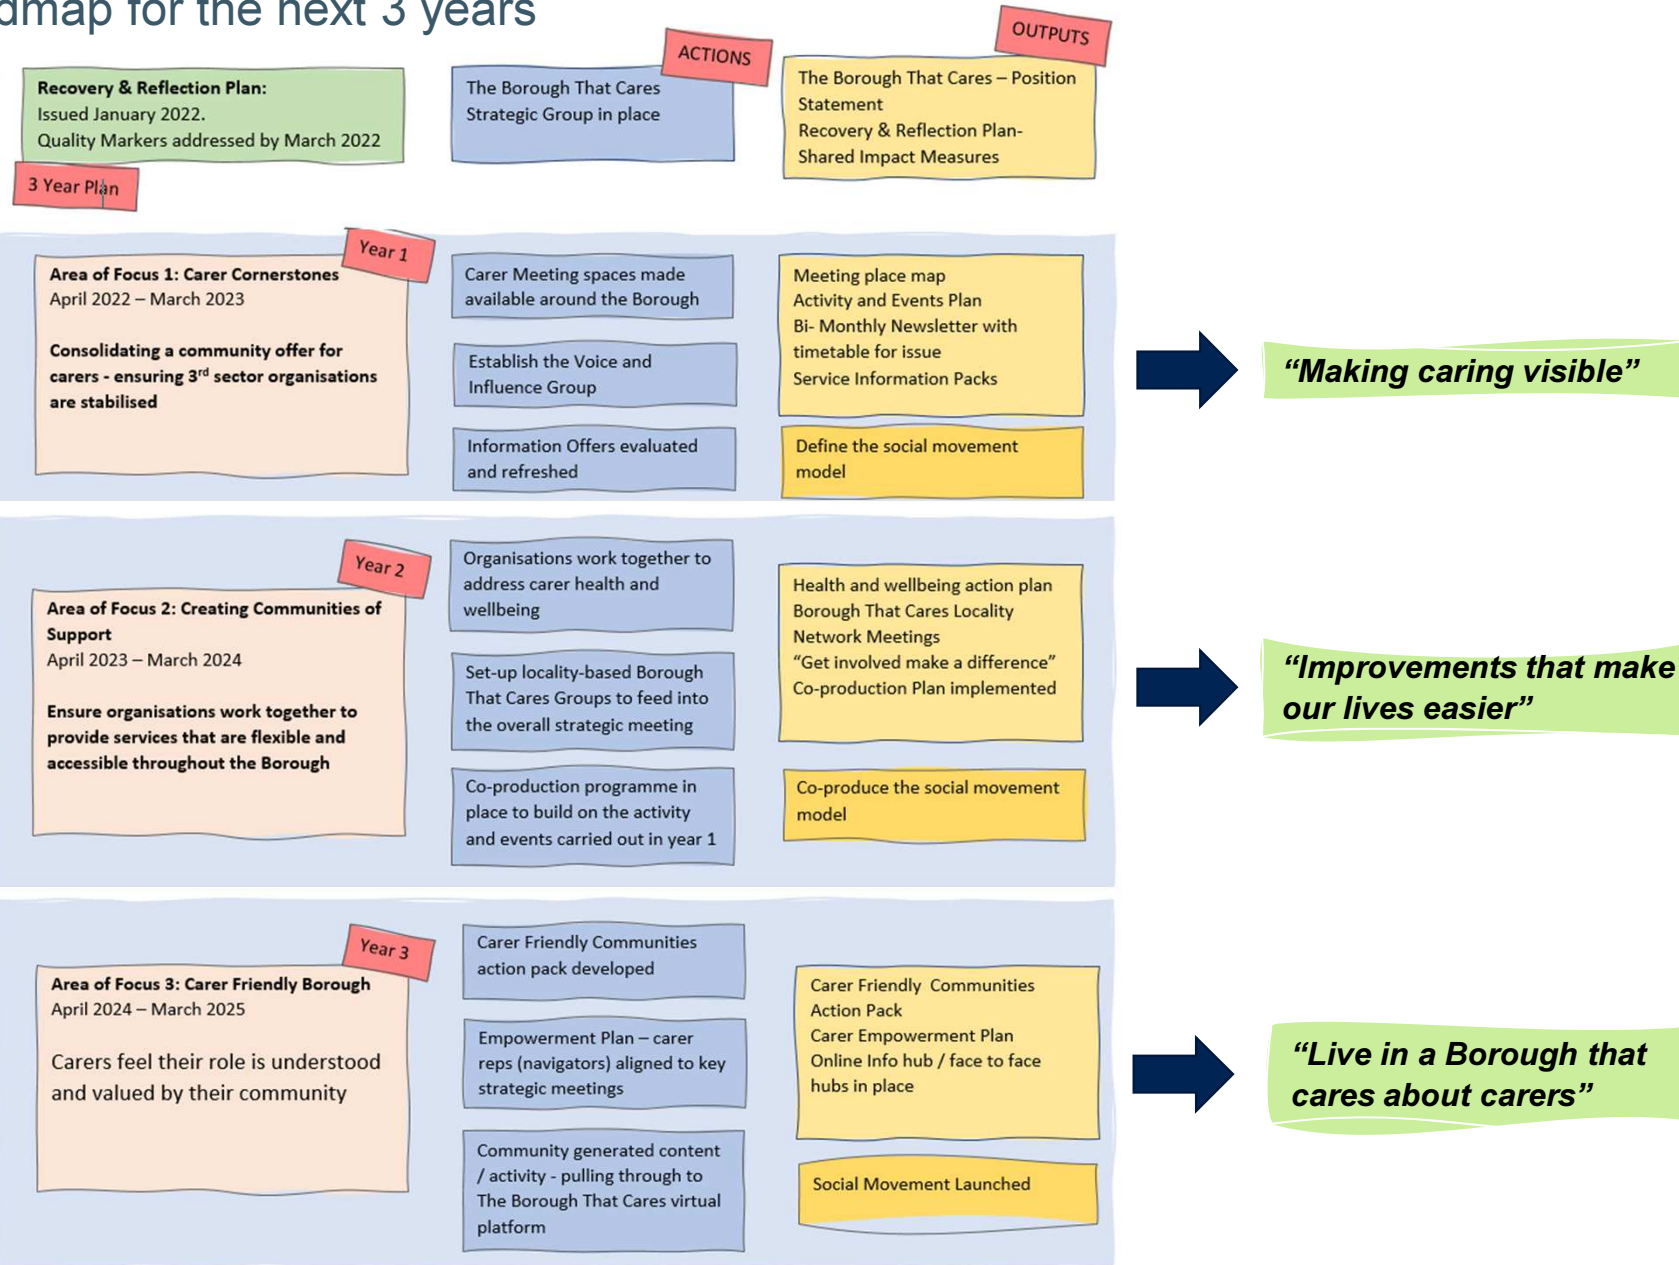 for the next 3 years
ACTIONS
OUTPUTS
Recovery & Reflection Plan:
Issued January 2022.
Quality Markers addressed by March 2022
The Borough That Cares
Strategic Group in place
The Borough That Cares – Position
Statement
Recovery & Reflection Plan-
Shared Impact Measures
3 Year Plan
Year 1
Area of Focus 1: Carer Cornerstones
April 2022 – March 2023
Consolidating a community offer for
carers - ensuring 3rd sector organisations
are stabilised
Carer Meeting spaces made
available around the Borough
Establish the Voice and
Influence Group
Information Offers evaluated
and refreshed
Meeting place map
Activity and Events Plan
Bi- Monthly Newsletter with
timetable for issue
Service Information Packs
Define the social movement
model
“Making caring visible”
Year 2
Area of Focus 2: Creating Communities of
Support
April 2023 – March 2024
Ensure organisations work together to
provide services that are flexible and
accessible throughout the Borough
Organisations work together to
address carer health and
wellbeing
Set-up locality-based Borough
That Cares Groups to feed into
the overall strategic meeting
Co-production programme in
place to build on the activity
and events carried out in year 1
Health and wellbeing action plan
Borough That Cares Locality
Network Meetings
“Get involved make a difference”
Co-production Plan implemented
Co-produce the social movement
model
“Improvements that make
our lives easier”
Year 3
Area of Focus 3: Carer Friendly Borough
April 2024 – March 2025
Carers feel their role is understood
and valued by their community
Carer Friendly Communities
action pack developed
Empowerment Plan – carer
reps (navigators) aligned to key
strategic meetings
Community generated content
/ activity - pulling through to
The Borough That Cares virtual
platform
Carer Friendly  Communities
Action Pack
Carer Empowerment Plan
Online Info hub / face to face
hubs in place
Social Movement Launched
“Live in a Borough that
cares about carers”